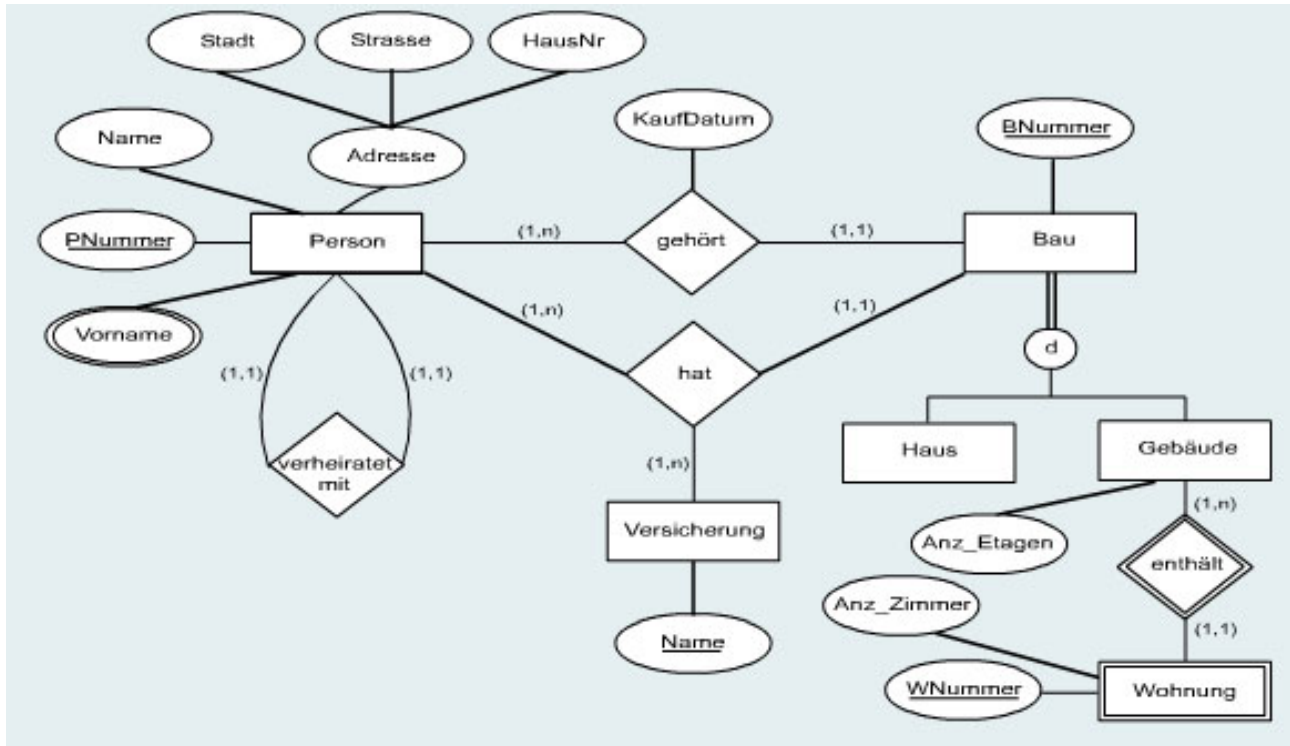 Stadt
Strasse
HausNr
Name
Adresse
KaufDatum
BNummer
PNummer
Person
(1,n)
gehört
(1,1)
Bau
Vorname
(1,n)
(1,1)
(1,1)
(1,1)
d
hat
verheiratet
mit
(1,n)
Haus
Gebäude
(1,n)
Versicherung
Anz_Etagen
enthält
Anz_Zimmer
(1,1)
Name
WNummer
Wohnung